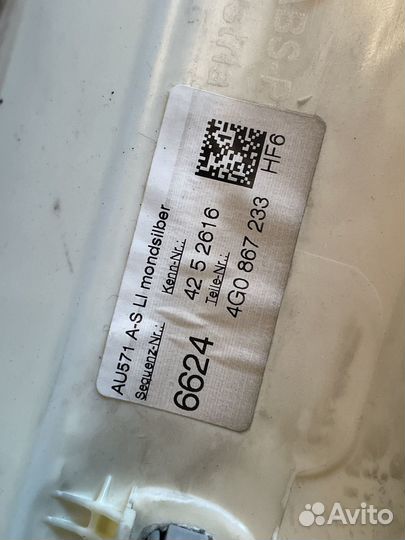 AU571 A-S LI mondsilber
Sequenz-Nr.: Kenn-Nr.:
6624 42 5 2616
Teile-Nr.:
4G0 867 233 HF6
Avito